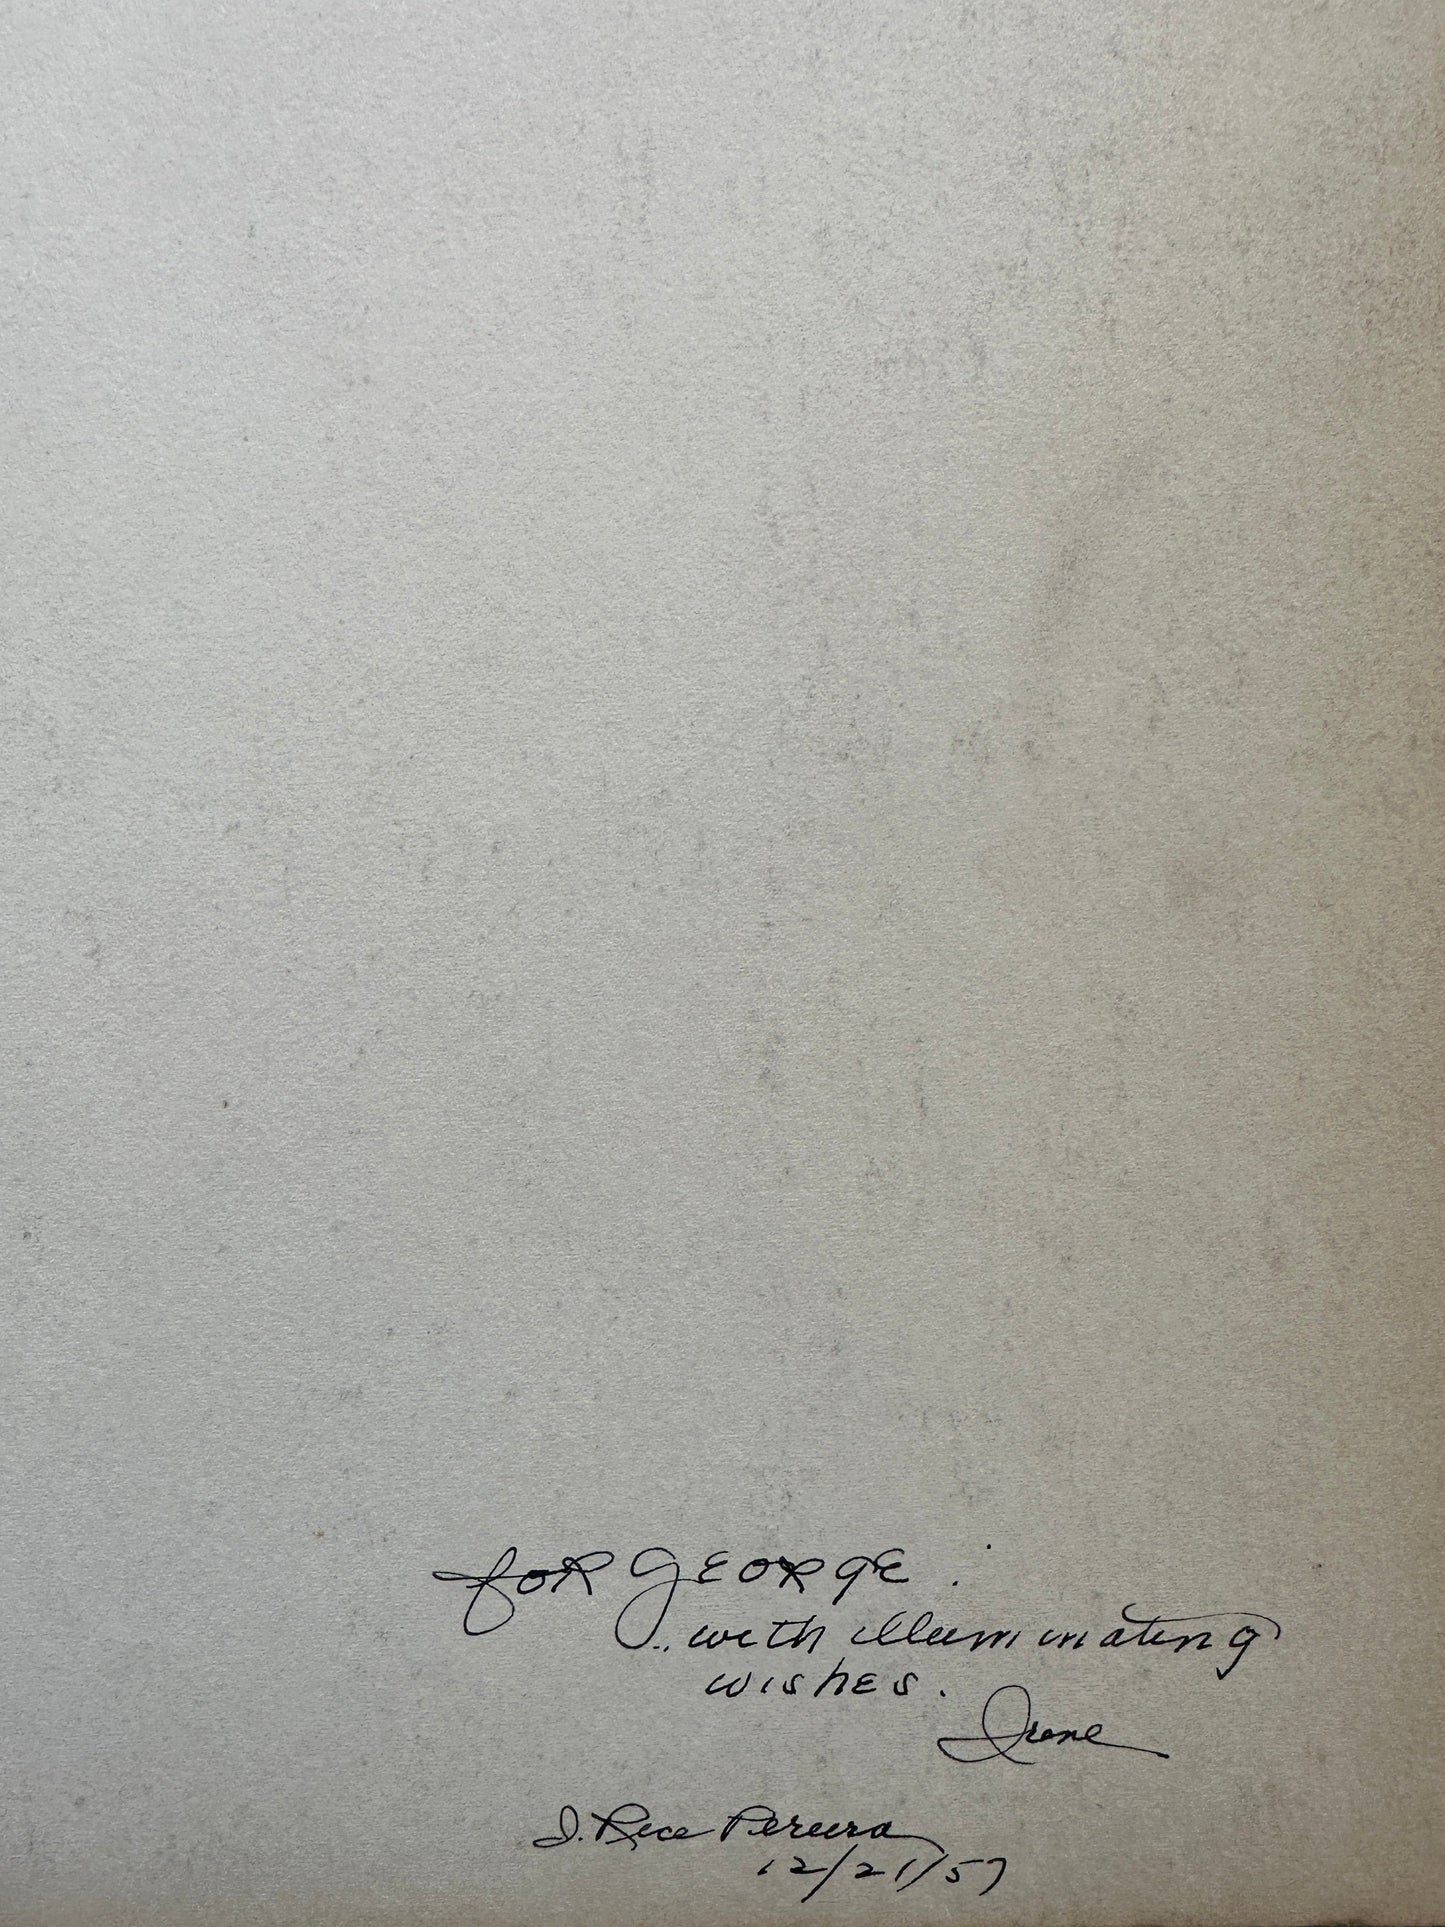 for GEORGE.
.. with illuminating
wishes.
Irene
I. Rice Pereira
12/21/57